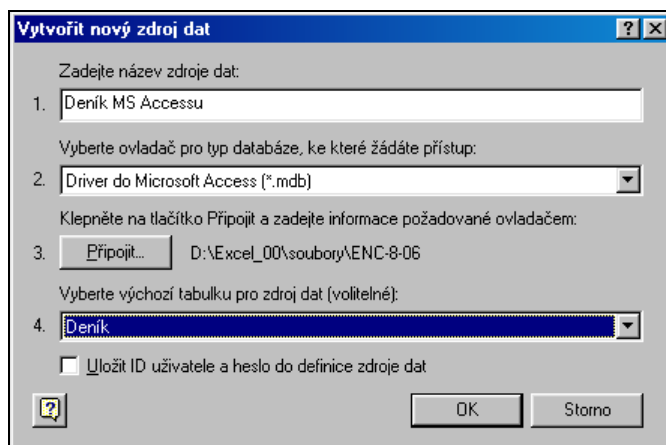 Vytvořit nový zdroj dat
Zadejte název zdroje dat:
1. Deník MS Accessu
Vyberte ovladač pro typ databáze, ke které žádáte přístup:
2. Driver do Microsoft Access (*.mdb)
Klepněte na tlačítko Připojit a zadejte informace požadované ovladačem:
3. Připojit... D:\Excel_00\soubory\ENC-8-06
Vyberte výchozí tabulku pro zdroj dat (volitelné):
4. Deník
Uložit ID uživatele a heslo do definice zdroje dat
OK Storno